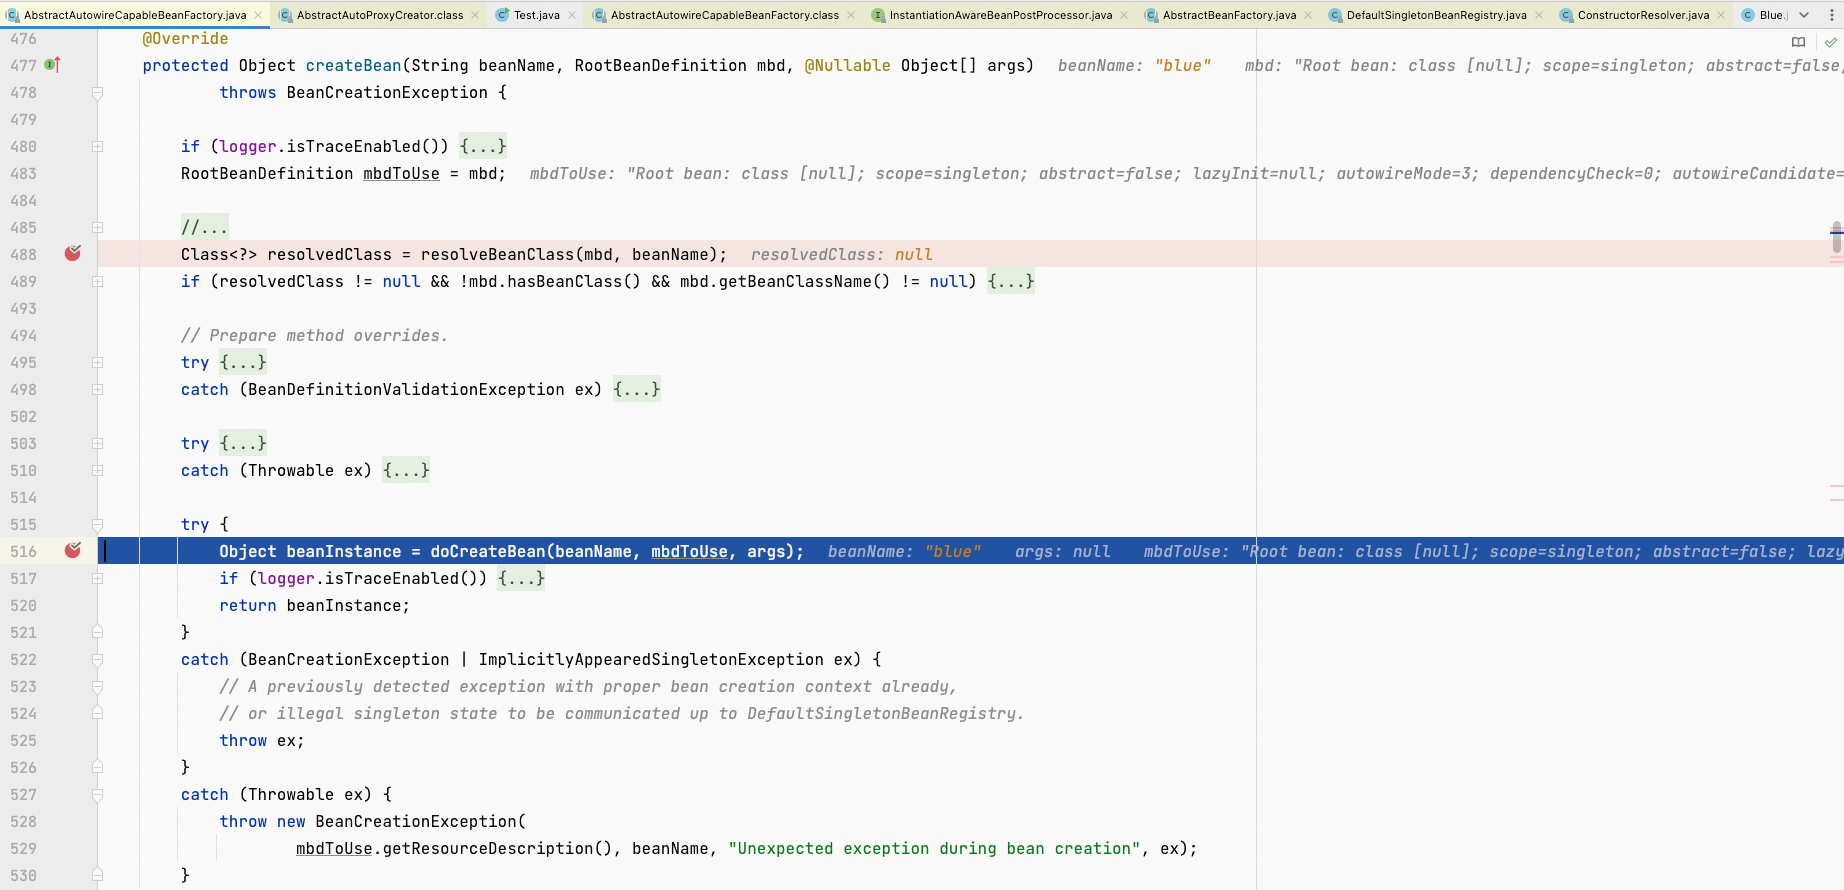 AbstractAutowireCapableBeanFactory.java AbstractAutoProxyCreator.class Test.java AbstractAutowireCapableBeanFactory.class InstantiationAwareBeanPostProcessor.java AbstractBeanFactory.java DefaultSingletonBeanRegistry.java ConstructorResolver.java Blue.
476 @Override
477 protected Object createBean(String beanName, RootBeanDefinition mbd, @Nullable Object[] args) beanName: "blue" mbd: "Root bean: class [null]; scope=singleton; abstract=false;
478 throws BeanCreationException {
479
480 if (logger.isTraceEnabled()) {...}
483 RootBeanDefinition mbdToUse = mbd; mbdToUse: "Root bean: class [null]; scope=singleton; abstract=false; lazyInit=null; autowireMode=3; dependencyCheck=0; autowireCandidate=
484
485 //...
488 Class<?> resolvedClass = resolveBeanClass(mbd, beanName); resolvedClass: null
489 if (resolvedClass != null && !mbd.hasBeanClass() && mbd.getBeanClassName() != null) {...}
493
494 // Prepare method overrides.
495 try {...}
498 catch (BeanDefinitionValidationException ex) {...}
502
503 try {...}
510 catch (Throwable ex) {...}
514
515 try {
516 Object beanInstance = doCreateBean(beanName, mbdToUse, args); beanName: "blue" args: null mbdToUse: "Root bean: class [null]; scope=singleton; abstract=false; lazy
517 if (logger.isTraceEnabled()) {...}
520 return beanInstance;
521 }
522 catch (BeanCreationException | ImplicitlyAppearedSingletonException ex) {
523 // A previously detected exception with proper bean creation context already,
524 // or illegal singleton state to be communicated up to DefaultSingletonBeanRegistry.
525 throw ex;
526 }
527 catch (Throwable ex) {
528 throw new BeanCreationException(
529 mbdToUse.getResourceDescription(), beanName, "Unexpected exception during bean creation", ex);
530 }